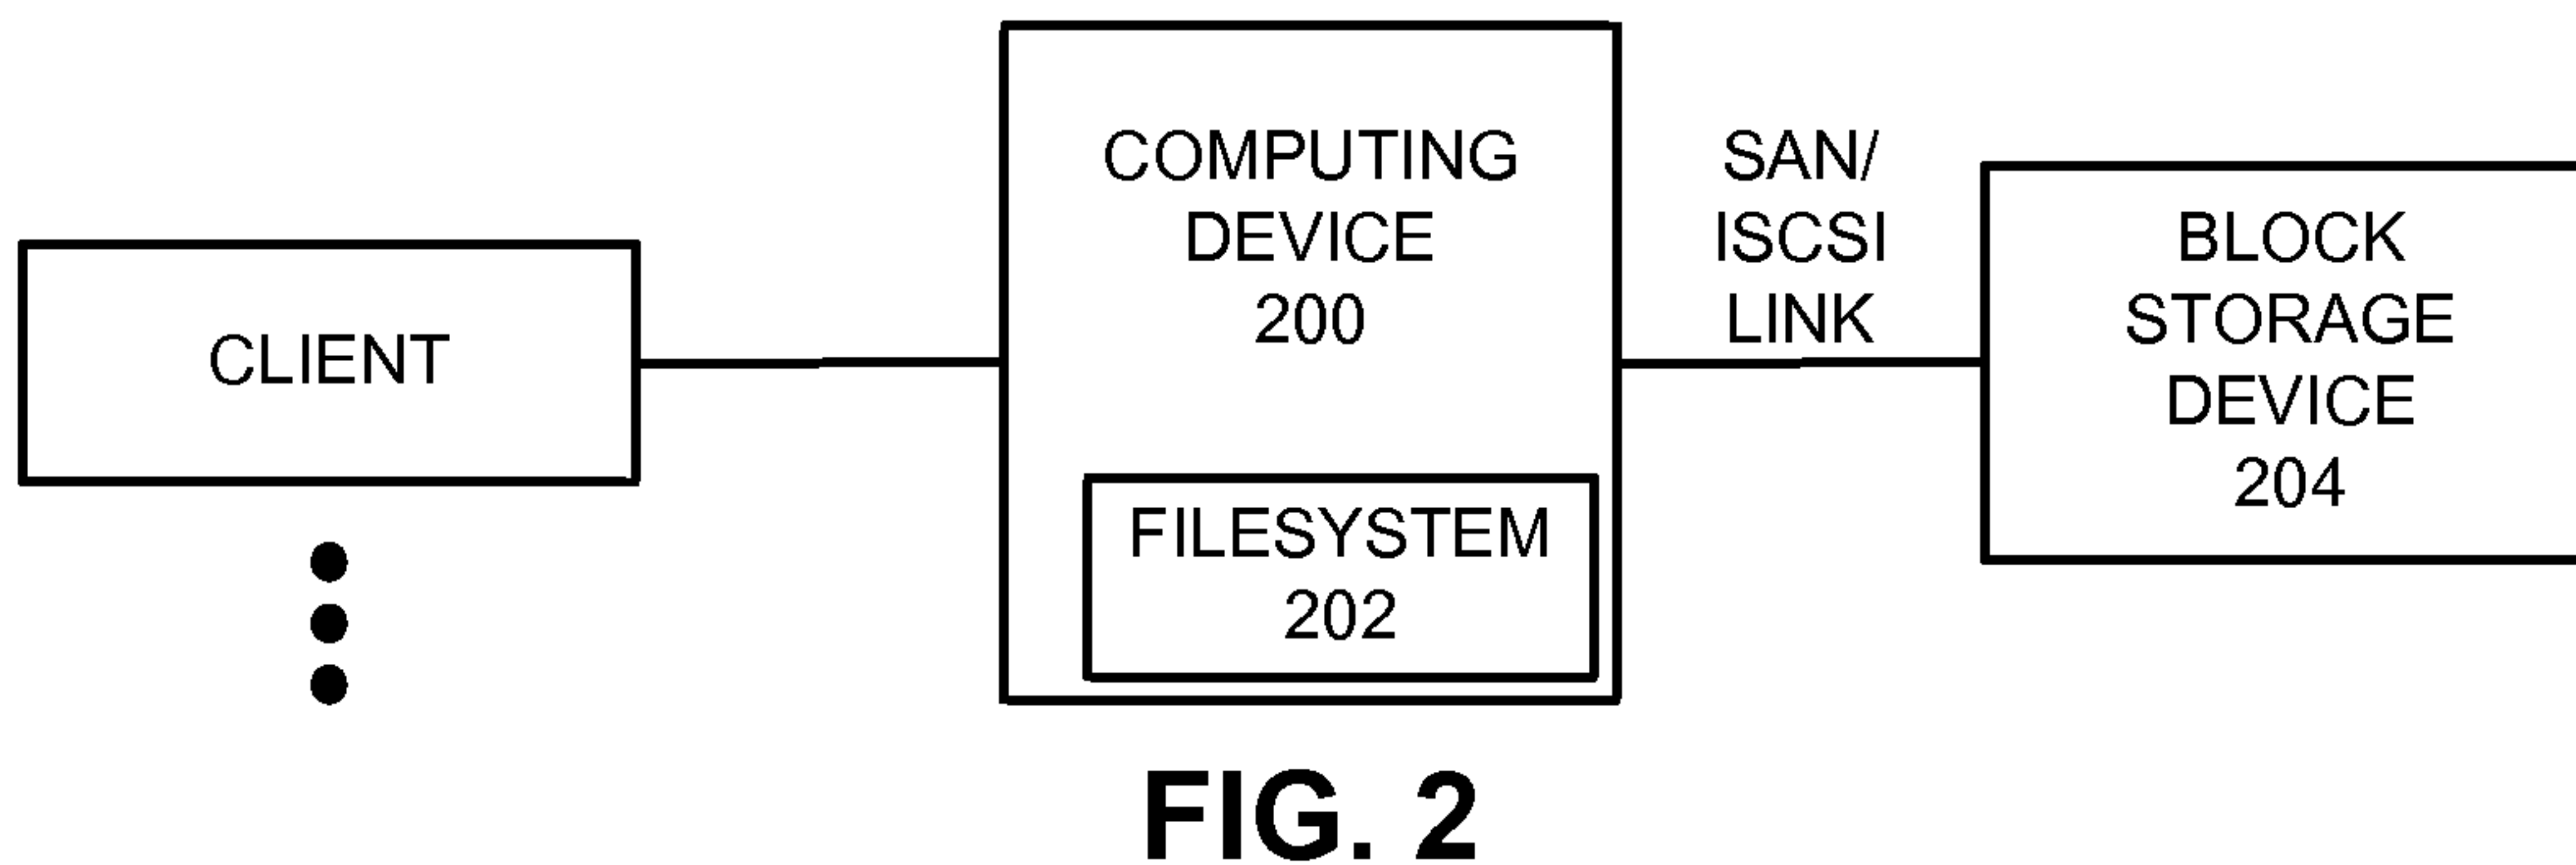 CLIENT
COMPUTING
DEVICE
200
FILESYSTEM
202
SAN/
ISCSI
LINK
BLOCK
STORAGE
DEVICE
204
FIG. 2